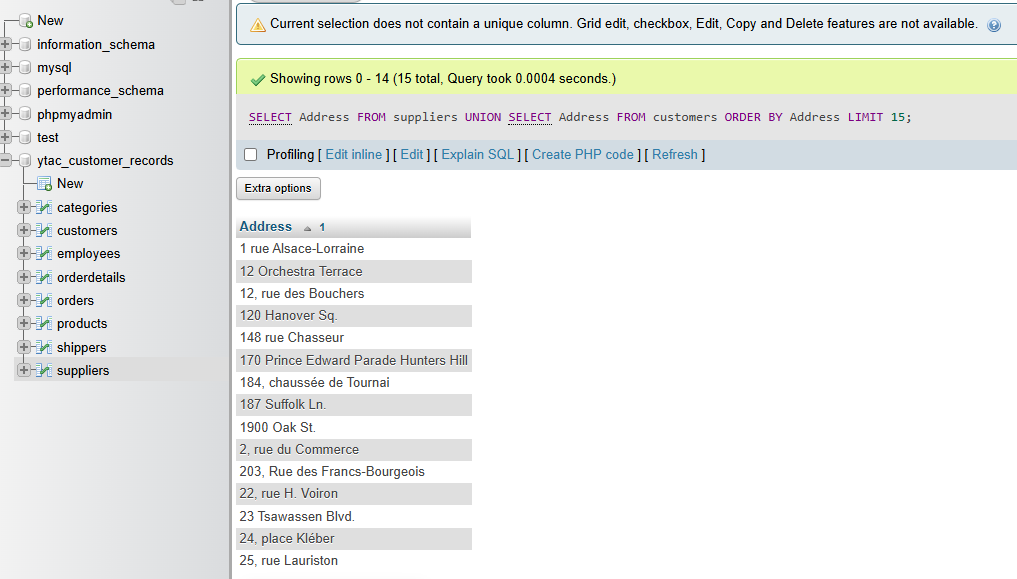 New
information_schema
mysql
performance_schema
phpmyadmin
test
ytac_customer_records
New
categories
customers
employees
orderdetails
orders
products
shippers
suppliers
Current selection does not contain a unique column. Grid edit, checkbox, Edit, Copy and Delete features are not available.
Showing rows 0 - 14 (15 total, Query took 0.0004 seconds.)
SELECT Address FROM suppliers UNION SELECT Address FROM customers ORDER BY Address LIMIT 15;
Profiling [ Edit inline ] [ Edit ] [ Explain SQL ] [ Create PHP code ] [ Refresh ]
Extra options
Address 1
1 rue Alsace-Lorraine
12 Orchestra Terrace
12, rue des Bouchers
120 Hanover Sq.
148 rue Chasseur
170 Prince Edward Parade Hunters Hill
184, chaussée de Tournai
187 Suffolk Ln.
1900 Oak St.
2, rue du Commerce
203, Rue des Francs-Bourgeois
22, rue H. Voiron
23 Tsawassen Blvd.
24, place Kléber
25, rue Lauriston